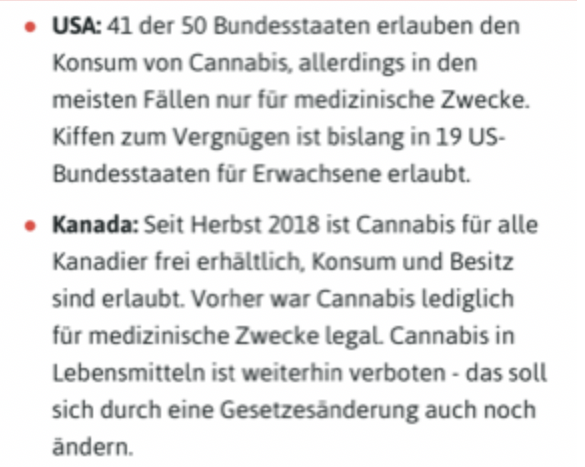 • USA: 41 der 50 Bundesstaaten erlauben den
Konsum von Cannabis, allerdings in den
meisten Fällen nur für medizinische Zwecke.
Kiffen zum Vergnügen ist bislang in 19 US-
Bundesstaaten für Erwachsene erlaubt.
• Kanada: Seit Herbst 2018 ist Cannabis für alle
Kanadier frei erhältlich, Konsum und Besitz
sind erlaubt. Vorher war Cannabis lediglich
für medizinische Zwecke legal. Cannabis in
Lebensmitteln ist weiterhin verboten - das soll
sich durch eine Gesetzesänderung auch noch
ändern.